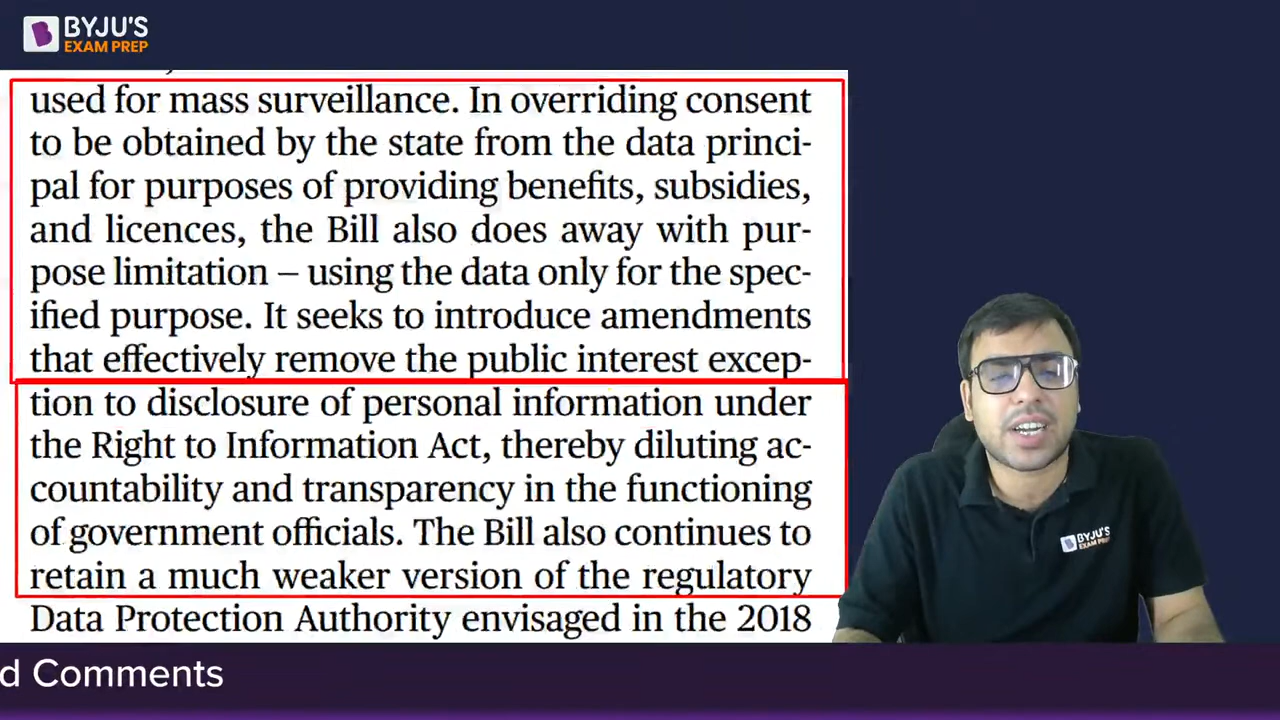 BYJU'S
EXAM PREP
used for mass surveillance. In overriding consent
to be obtained by the state from the data princi-
pal for purposes of providing benefits, subsidies,
and licences, the Bill also does away with pur-
pose limitation – using the data only for the spec-
ified purpose. It seeks to introduce amendments
that effectively remove the public interest excep-
tion to disclosure of personal information under
the Right to Information Act, thereby diluting ac-
countability and transparency in the functioning
of government officials. The Bill also continues to
retain a much weaker version of the regulatory
Data Protection Authority envisaged in the 2018
BYJU'S
EXAM PREP
d Comments